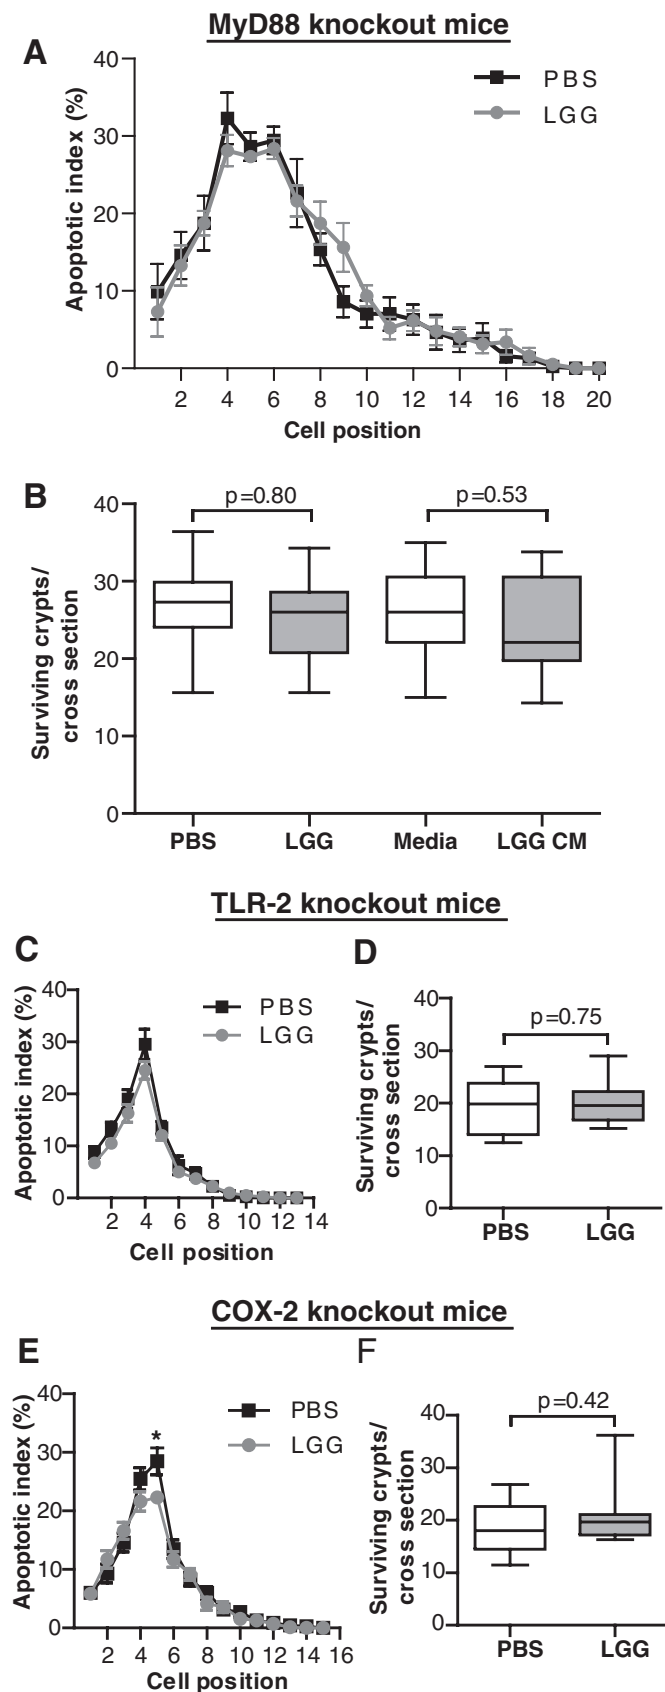 MyD88 knockout mice
A
PBS
LGG
Apoptotic index (%)
40
30
20
10
0
2 4 6 8 10 12 14 16 18 20
Cell position
B
p=0.80
p=0.53
Surviving crypts/
cross section
40
30
20
10
0
PBS LGG Media LGG CM
TLR-2 knockout mice
C
PBS
LGG
Apoptotic index (%)
40
30
20
10
0
2 4 6 8 10 12 14
Cell position
D
p=0.75
Surviving crypts/
cross section
40
30
20
10
0
PBS LGG
COX-2 knockout mice
E
PBS
LGG
*
Apoptotic index (%)
40
30
20
10
0
2 4 6 8 10 12 14 16
Cell position
F
p=0.42
Surviving crypts/
cross section
40
30
20
10
0
PBS LGG